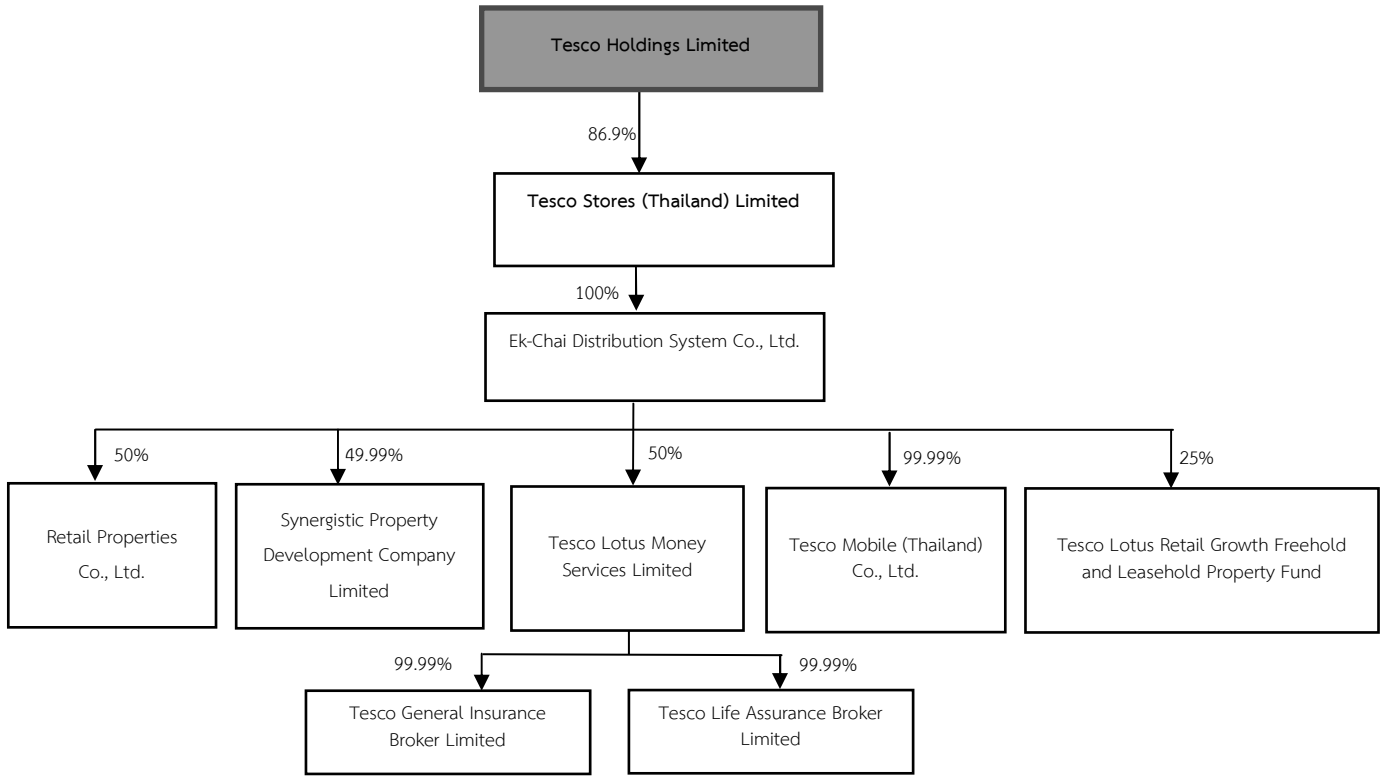 Tesco Holdings Limited
86.9%
Tesco Stores (Thailand) Limited
100%
Ek-Chai Distribution System Co., Ltd.
50%
49.99%
50%
99.99%
25%
Retail Properties
Co., Ltd.
Synergistic Property
Development Company
Limited
Tesco Lotus Money
Services Limited
Tesco Mobile (Thailand)
Co., Ltd.
Tesco Lotus Retail Growth Freehold
and Leasehold Property Fund
99.99%
99.99%
Tesco General Insurance
Broker Limited
Tesco Life Assurance Broker
Limited